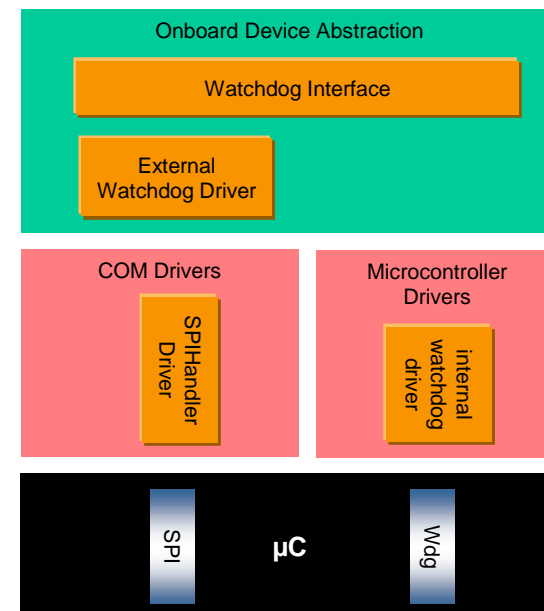 Onboard Device Abstraction
Watchdog Interface
External
Watchdog Driver
COM Drivers
SPIHandler
Driver
Microcontroller
Drivers
internal
watchdog
driver
SPI
µC
Wdg